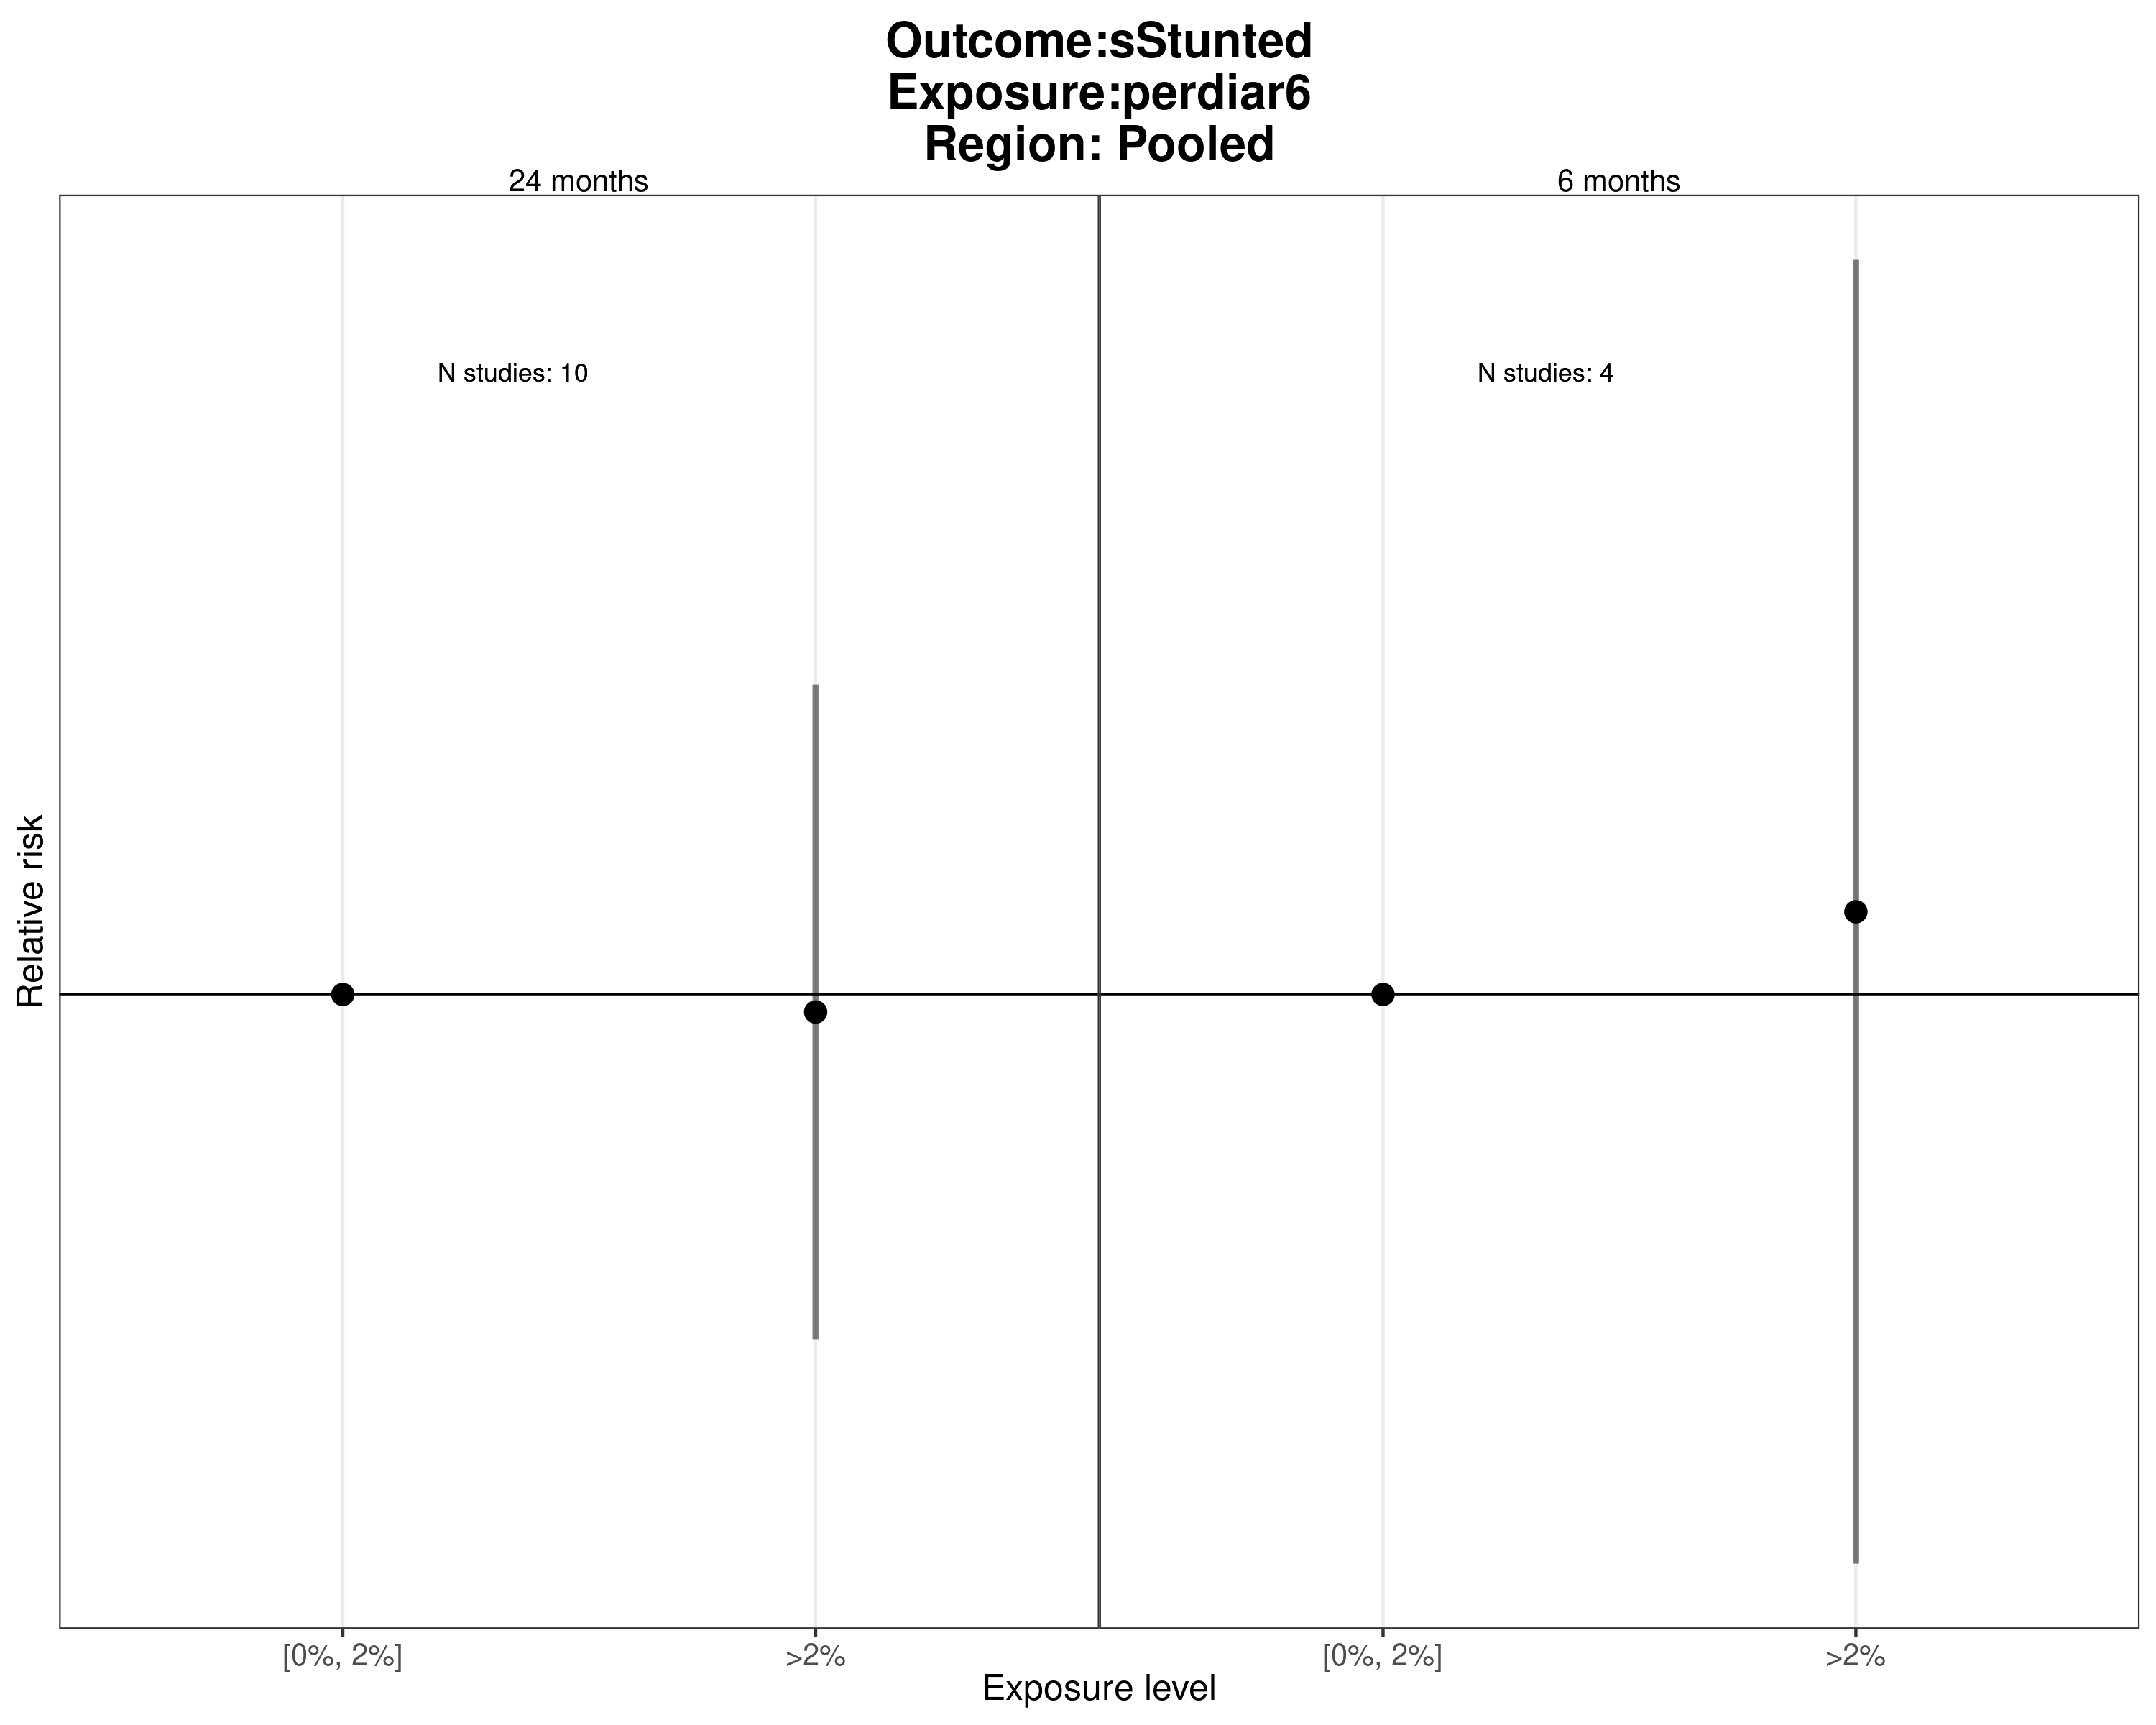 Outcome:sStunted
Exposure:perdiar6
Region: Pooled
24 months
6 months
N studies: 10
N studies: 4
Relative risk
[0%, 2%]
>2%
[0%, 2%]
>2%
Exposure level